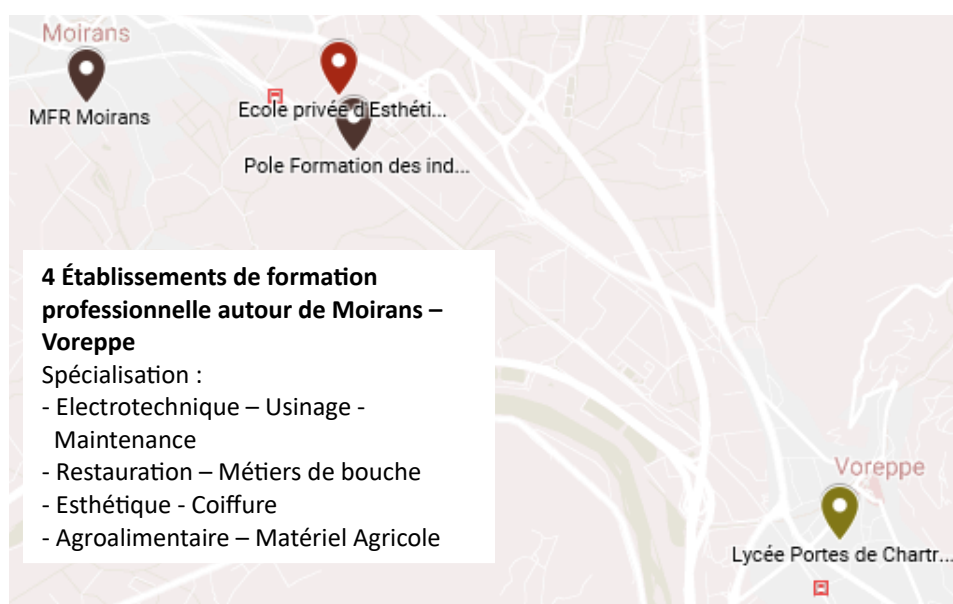 Moirans
MFR Moirans
Ecole privée d'Esthéti...
Pole Formation des ind...
4 Établissements de formation
professionnelle autour de Moirans –
Voreppe
Spécialisation :
- Electrotechnique – Usinage -
Maintenance
- Restauration – Métiers de bouche
- Esthétique - Coiffure
- Agroalimentaire – Matériel Agricole
Voreppe
Lycée Portes de Chartr...